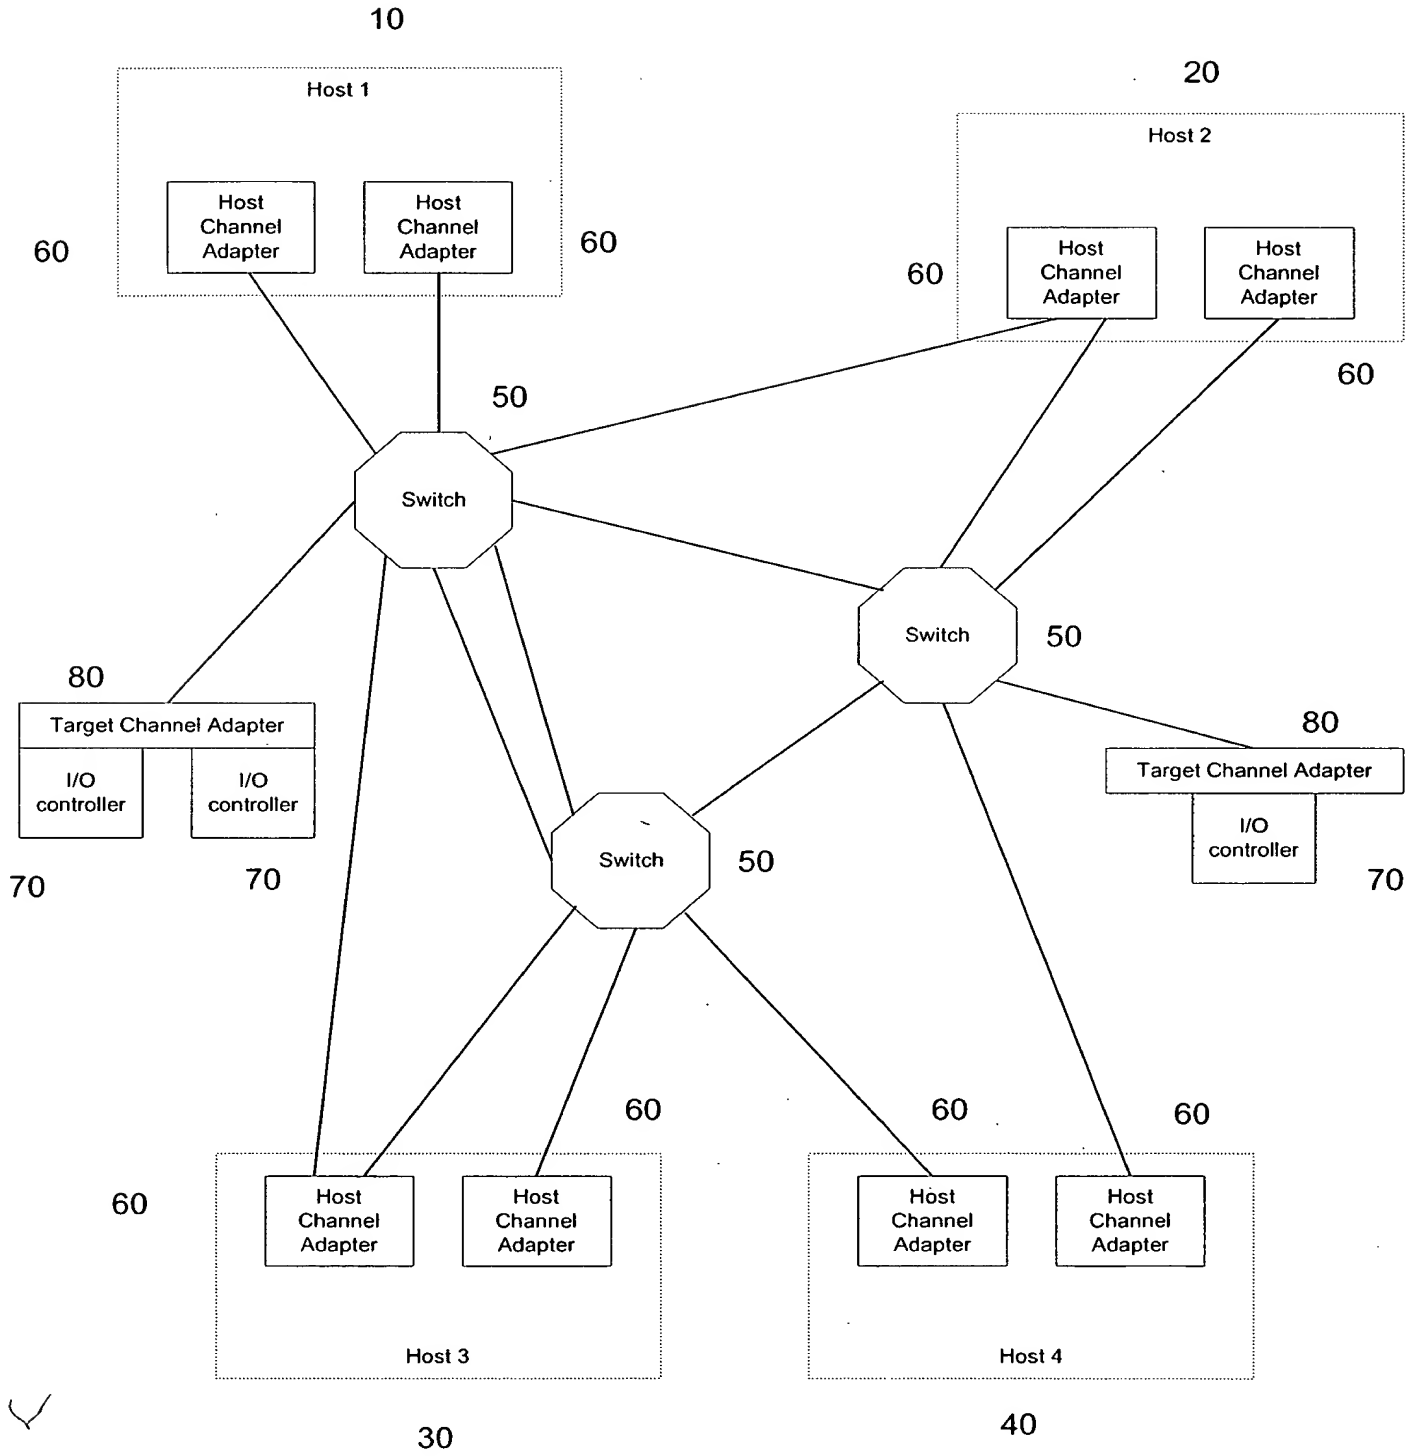 10
20
Host 1
Host 2
Host
Channel
Adapter
Host
Channel
Adapter
60
60
Host
Channel
Adapter
Host
Channel
Adapter
60
60
50
Switch
Switch
50
80
Target Channel Adapter
I/O
controller
I/O
controller
70
70
80
Target Channel Adapter
I/O
controller
70
Switch
50
60
60
60
60
Host
Channel
Adapter
Host
Channel
Adapter
Host
Channel
Adapter
Host
Channel
Adapter
Host 3
Host 4
30
40